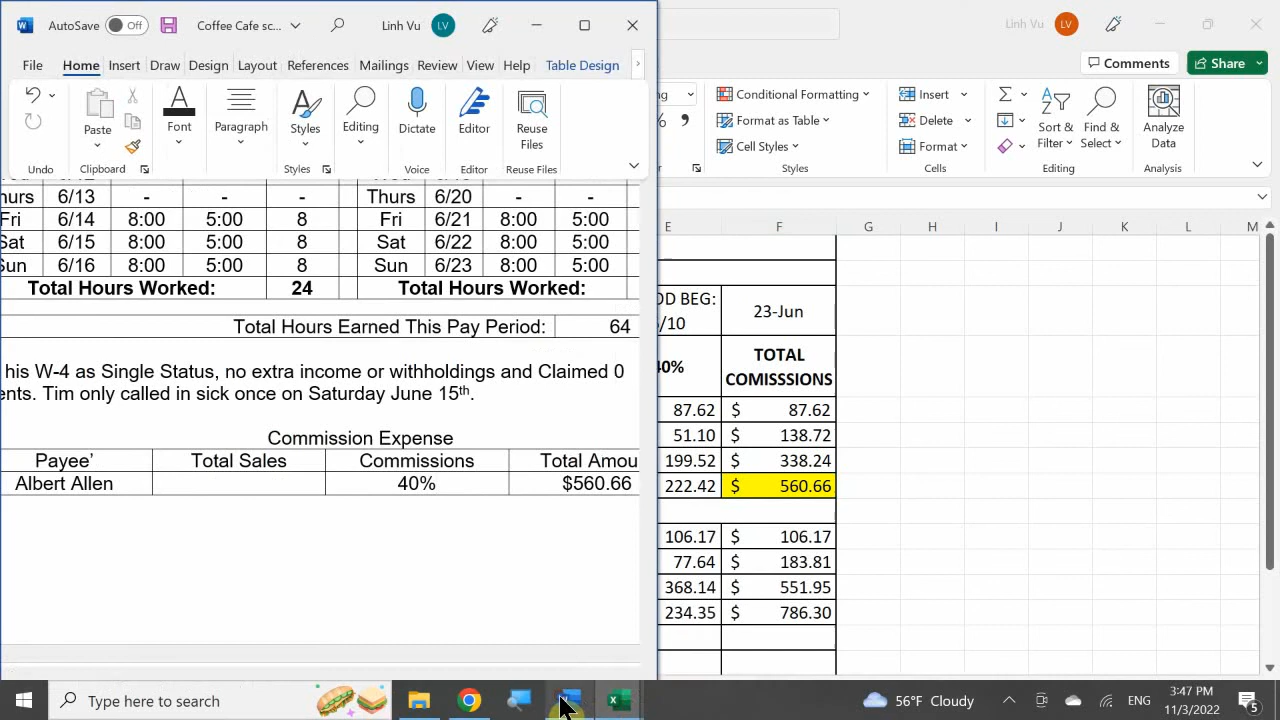 AutoSave Off Coffee Cafe sc... Linh Vu LV
Linh Vu LV
File Home Insert Draw Design Layout References Mailings Review View Help Table Design
Comments Share
Undo
Paste
Clipboard
Font
Paragraph
Styles
Styles
Editing
Dictate
Voice
Editor
Editor
Reuse
Files
Reuse Files
ng
%
Conditional Formatting
Format as Table
Cell Styles
Styles
Insert
Delete
Format
Cells
Sort &
Filter
Find &
Select
Editing
Analyze
Data
Analysis
hurs 6/13 - - - Thurs 6/20 - -
Fri 6/14 8:00 5:00 8 Fri 6/21 8:00 5:00
Sat 6/15 8:00 5:00 8 Sat 6/22 8:00 5:00
Sun 6/16 8:00 5:00 8 Sun 6/23 8:00 5:00
Total Hours Worked: 24 Total Hours Worked:
Total Hours Earned This Pay Period: 64
his W-4 as Single Status, no extra income or withholdings and Claimed 0
ents. Tim only called in sick once on Saturday June 15th.
Commission Expense
Payee’ Total Sales Commissions Total Amou
Albert Allen 40% $560.66
E F G H I J K L M
OD BEG:
/10
23-Jun
40%
TOTAL
COMISSSIONS
87.62 $ 87.62
51.10 $ 138.72
199.52 $ 338.24
222.42 $ 560.66
106.17 $ 106.17
77.64 $ 183.81
368.14 $ 551.95
234.35 $ 786.30
Type here to search
56°F Cloudy
ENG
3:47 PM
11/3/2022
5